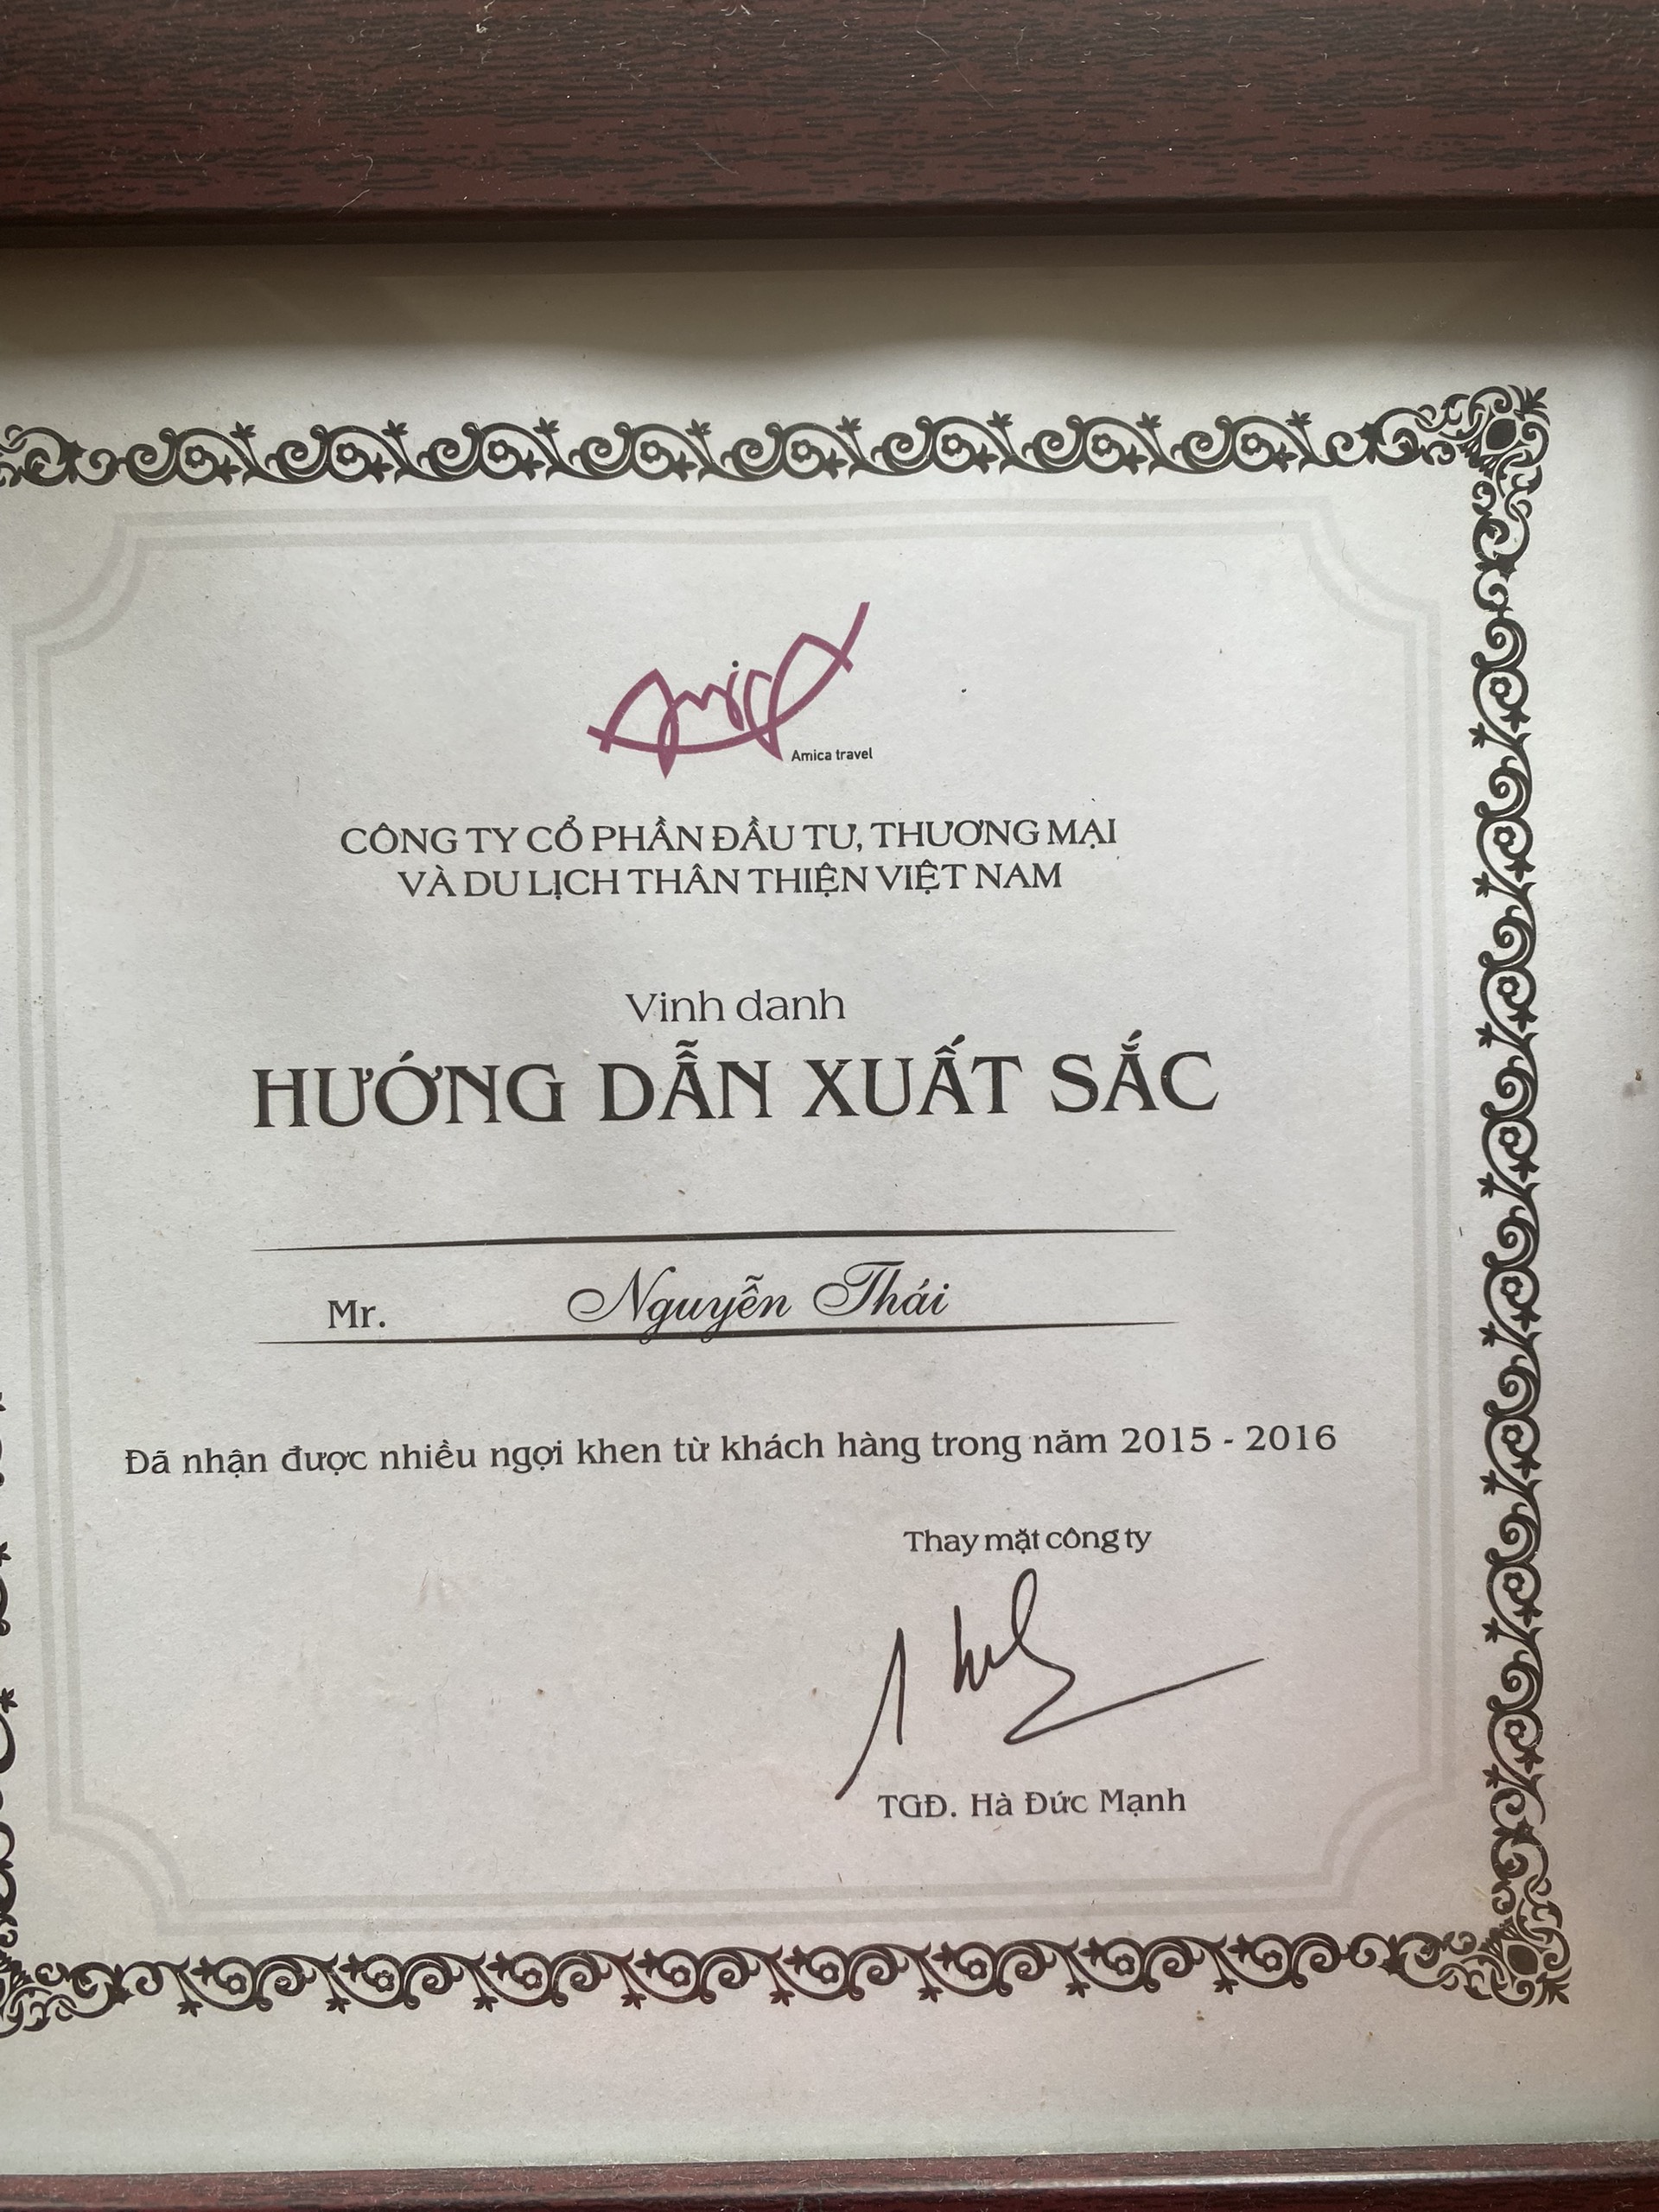 Amica
Amica travel
CÔNG TY CỔ PHẦN ĐẦU TƯ, THƯƠNG MẠI
VÀ DU LỊCH THÂN THIỆN VIỆT NAM
Vinh danh
HƯỚNG DẪN XUẤT SẮC
Mr. Nguyễn Thái
Đã nhận được nhiều ngợi khen từ khách hàng trong năm 2015 - 2016
Thay mặt công ty
TGĐ. Hà Đức Mạnh